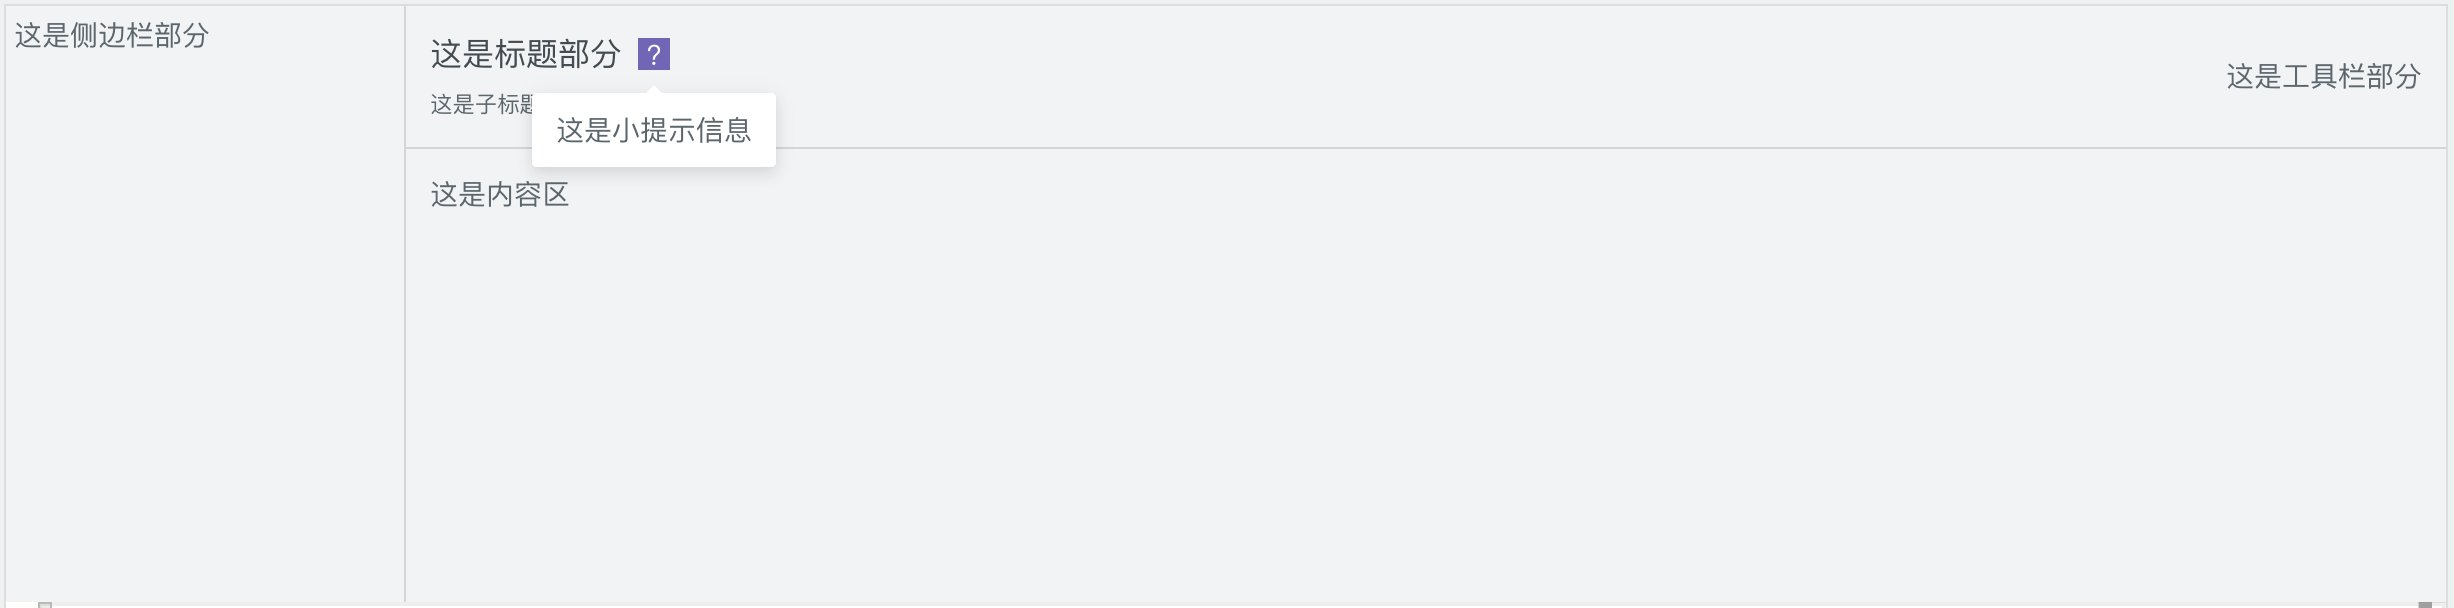 这是侧边栏部分
这是标题部分 ?
这是子标题
这是小提示信息
这是工具栏部分
这是内容区